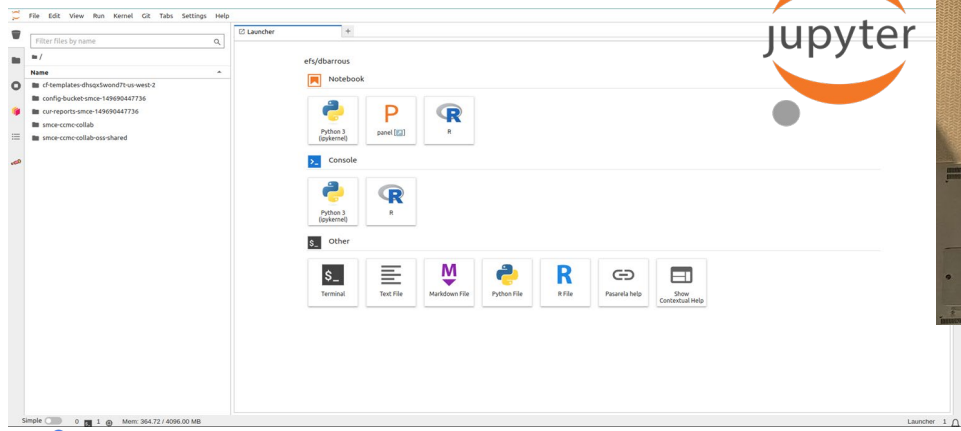 File Edit View Run Kernel Git Tabs Settings Help
Filter files by name
/
Name
cf-templates-dhsqx5wond7t-us-west-2
config-bucket-smce-149690447736
cur-reports-smce-149690447736
smce-ccmc-collab
smce-ccmc-collab-oss-shared
Launcher +
jupyter
efs/dbarrous
Notebook
Python 3
(ipykernel)
P
panel
R
R
>_ Console
Python 3
(ipykernel)
R
R
$_ Other
$_
Terminal
Text File
M
Markdown File
Python File
R
R File
Pasarela help
Show
Contextual Help
Simple 0 1 Mem: 364.72 / 4096.00 MB
Launcher 1